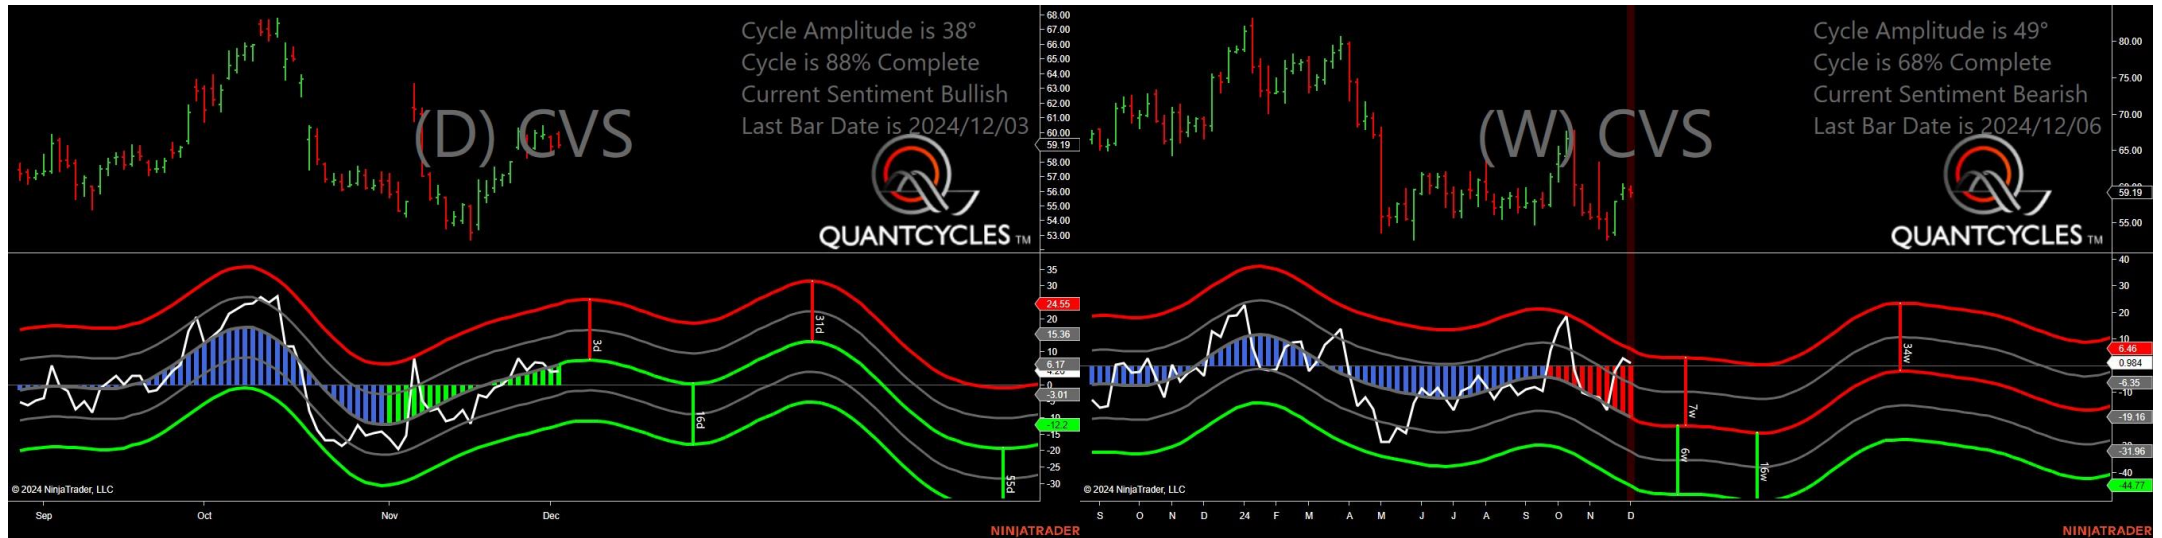 Cycle Amplitude is 38°
Cycle is 88% Complete
Current Sentiment Bullish
Last Bar Date is 2024/12/03
(D) CVS
QUANTCYCLES TM
68.00
67.00
66.00
65.00
64.00
63.00
62.00
61.00
60.00
59.19
58.00
57.00
56.00
55.00
54.00
53.00
35
30
24.55
20
15.36
10
6.17
4.20
0
-3.01
-12.2
-15
-20
-25
-30
3d
16d
31d
55d
© 2024 NinjaTrader, LLC
Sep Oct Nov Dec
NINJATRADER
Cycle Amplitude is 49°
Cycle is 68% Complete
Current Sentiment Bearish
Last Bar Date is 2024/12/06
(W) CVS
QUANTCYCLES TM
80.00
75.00
70.00
65.00
59.19
55.00
40
30
20
10
6.46
0.984
-6.35
-10
-19.16
-31.96
-40
-44.77
7w
6w
16w
34w
© 2024 NinjaTrader, LLC
S O N D 24 F M A M J J A S O N D
NINJATRADER